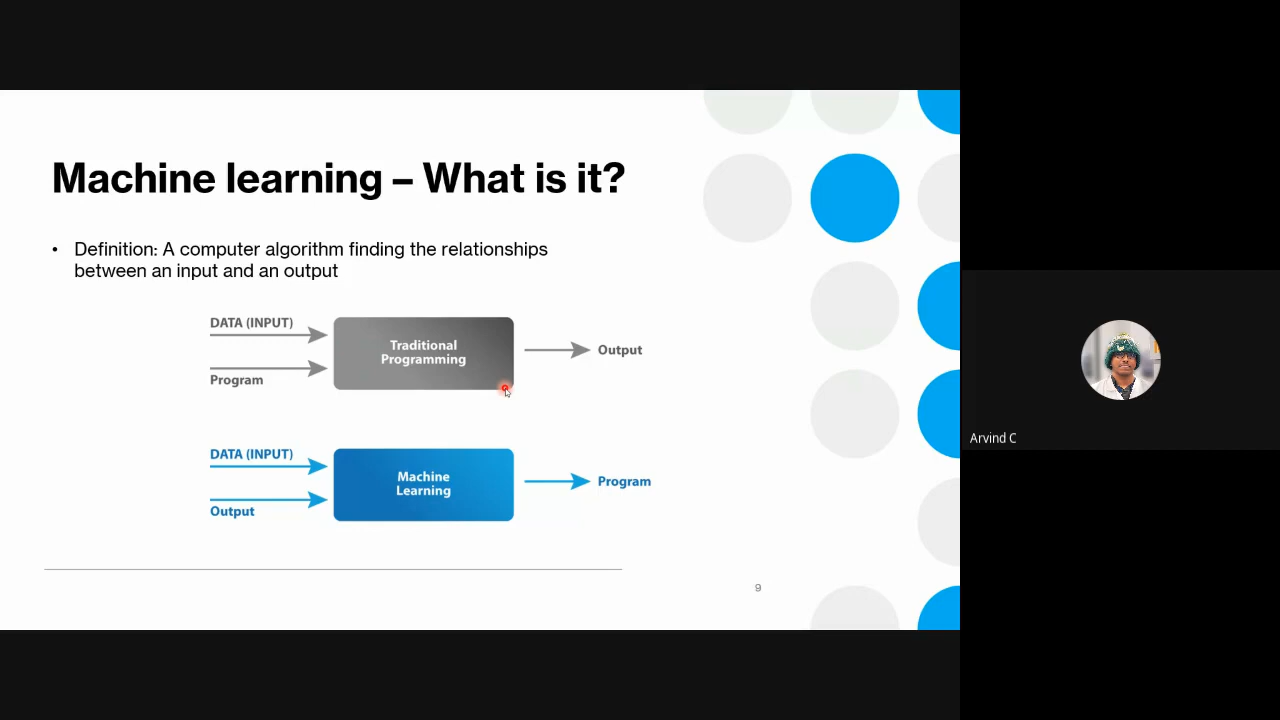 Machine learning – What is it?
• Definition: A computer algorithm finding the relationships
between an input and an output
DATA (INPUT)
Program
Traditional
Programming
Output
DATA (INPUT)
Output
Machine
Learning
Program
9
Arvind C